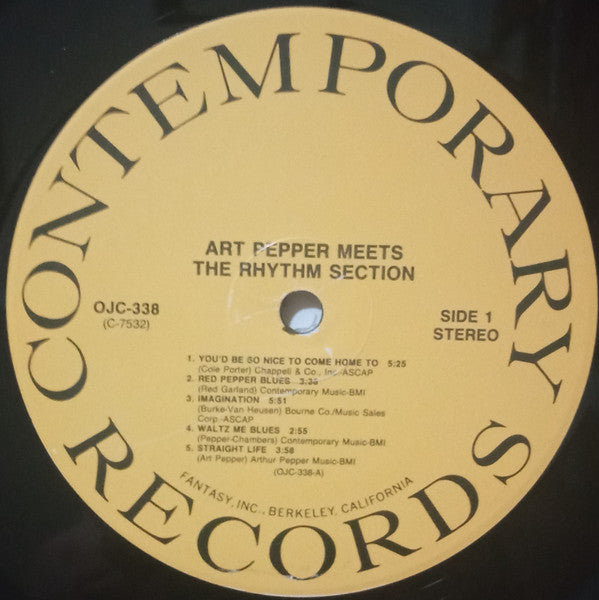 CONTEMPORARY RECORDS
ART PEPPER MEETS
THE RHYTHM SECTION
OJC-338
(C-7532)
SIDE 1
STEREO
1. YOU'D BE SO NICE TO COME HOME TO 5:25
(Cole Porter) Chappell & Co., Inc.-ASCAP
2. RED PEPPER BLUES 3:35
(Red Garland) Contemporary Music-BMI
3. IMAGINATION 5:51
(Burke-Van Heusen) Bourne Co./Music Sales
Corp.-ASCAP
4. WALTZ ME BLUES 2:55
(Pepper-Chambers) Contemporary Music-BMI
5. STRAIGHT LIFE 3:58
(Art Pepper) Arthur Pepper Music-BMI
(OJC-338-A)
FANTASY, INC., BERKELEY, CALIFORNIA